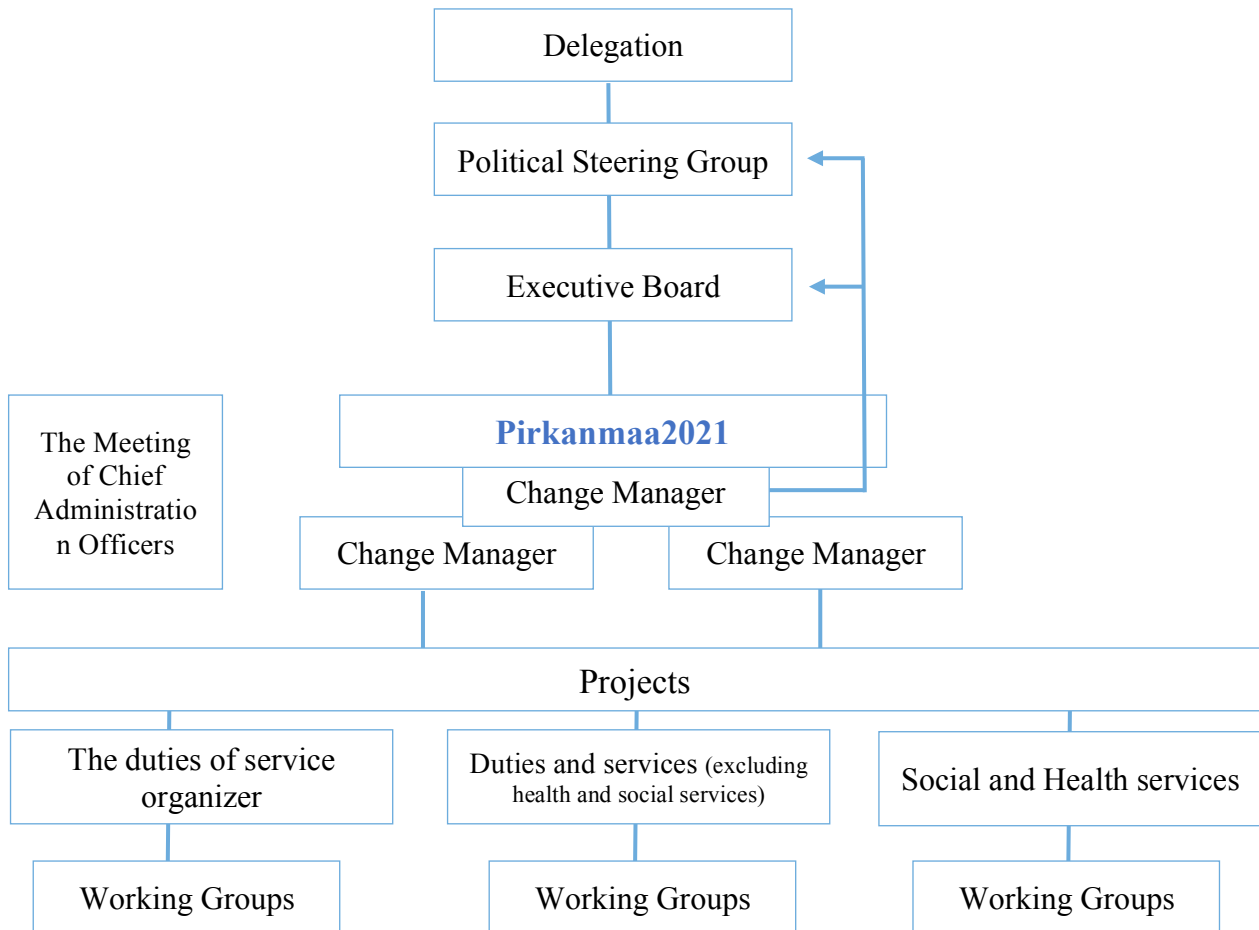 Delegation
Political Steering Group
Executive Board
Pirkanmaa2021
The Meeting
of Chief
Administratio
n Officers
Change Manager
Change Manager
Change Manager
Projects
The duties of service
organizer
Duties and services (excluding
health and social services)
Social and Health services
Working Groups
Working Groups
Working Groups